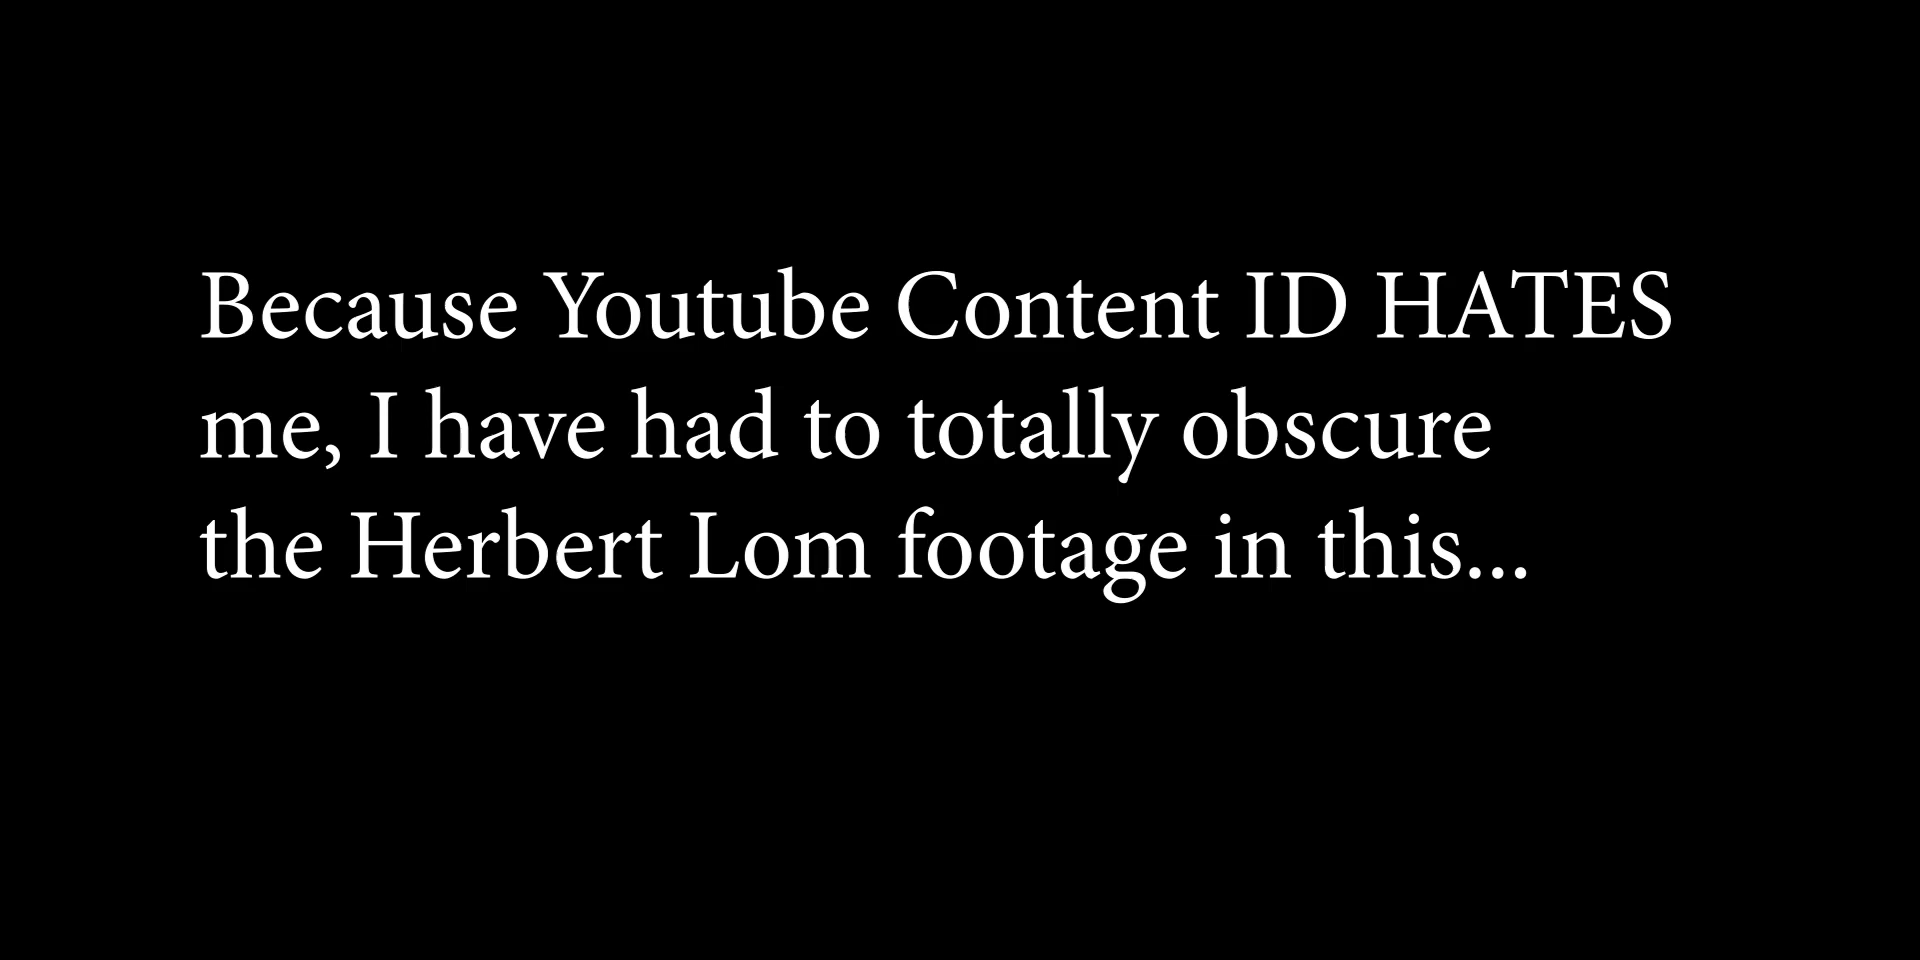 Because Youtube Content ID HATES
me, I have had to totally obscure
the Herbert Lom footage in this...